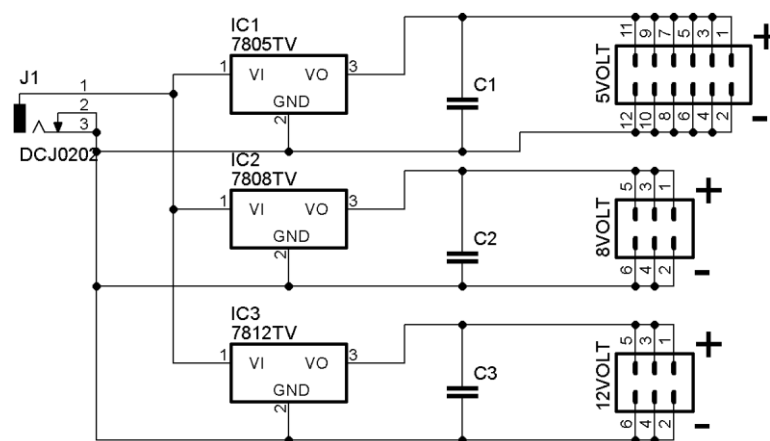 J1
1
2
3
DCJ0202
IC1
7805TV
1 VI VO 3
GND
2
C1
11 9 7 5 3 1
+
5VOLT
12 10 8 6 4 2
-
IC2
7808TV
1 VI VO 3
GND
2
C2
5 3 1
+
8VOLT
6 4 2
-
IC3
7812TV
1 VI VO 3
GND
2
C3
5 3 1
+
12VOLT
6 4 2
-